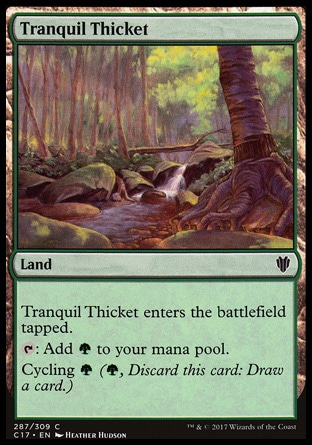 Tranquil Thicket
Land
Tranquil Thicket enters the battlefield
tapped.
: Add to your mana pool.
Cycling ( , Discard this card: Draw
a card.)
287/309 C
C17 • EN Heather Hudson
™ & © 2017 Wizards of the Coast